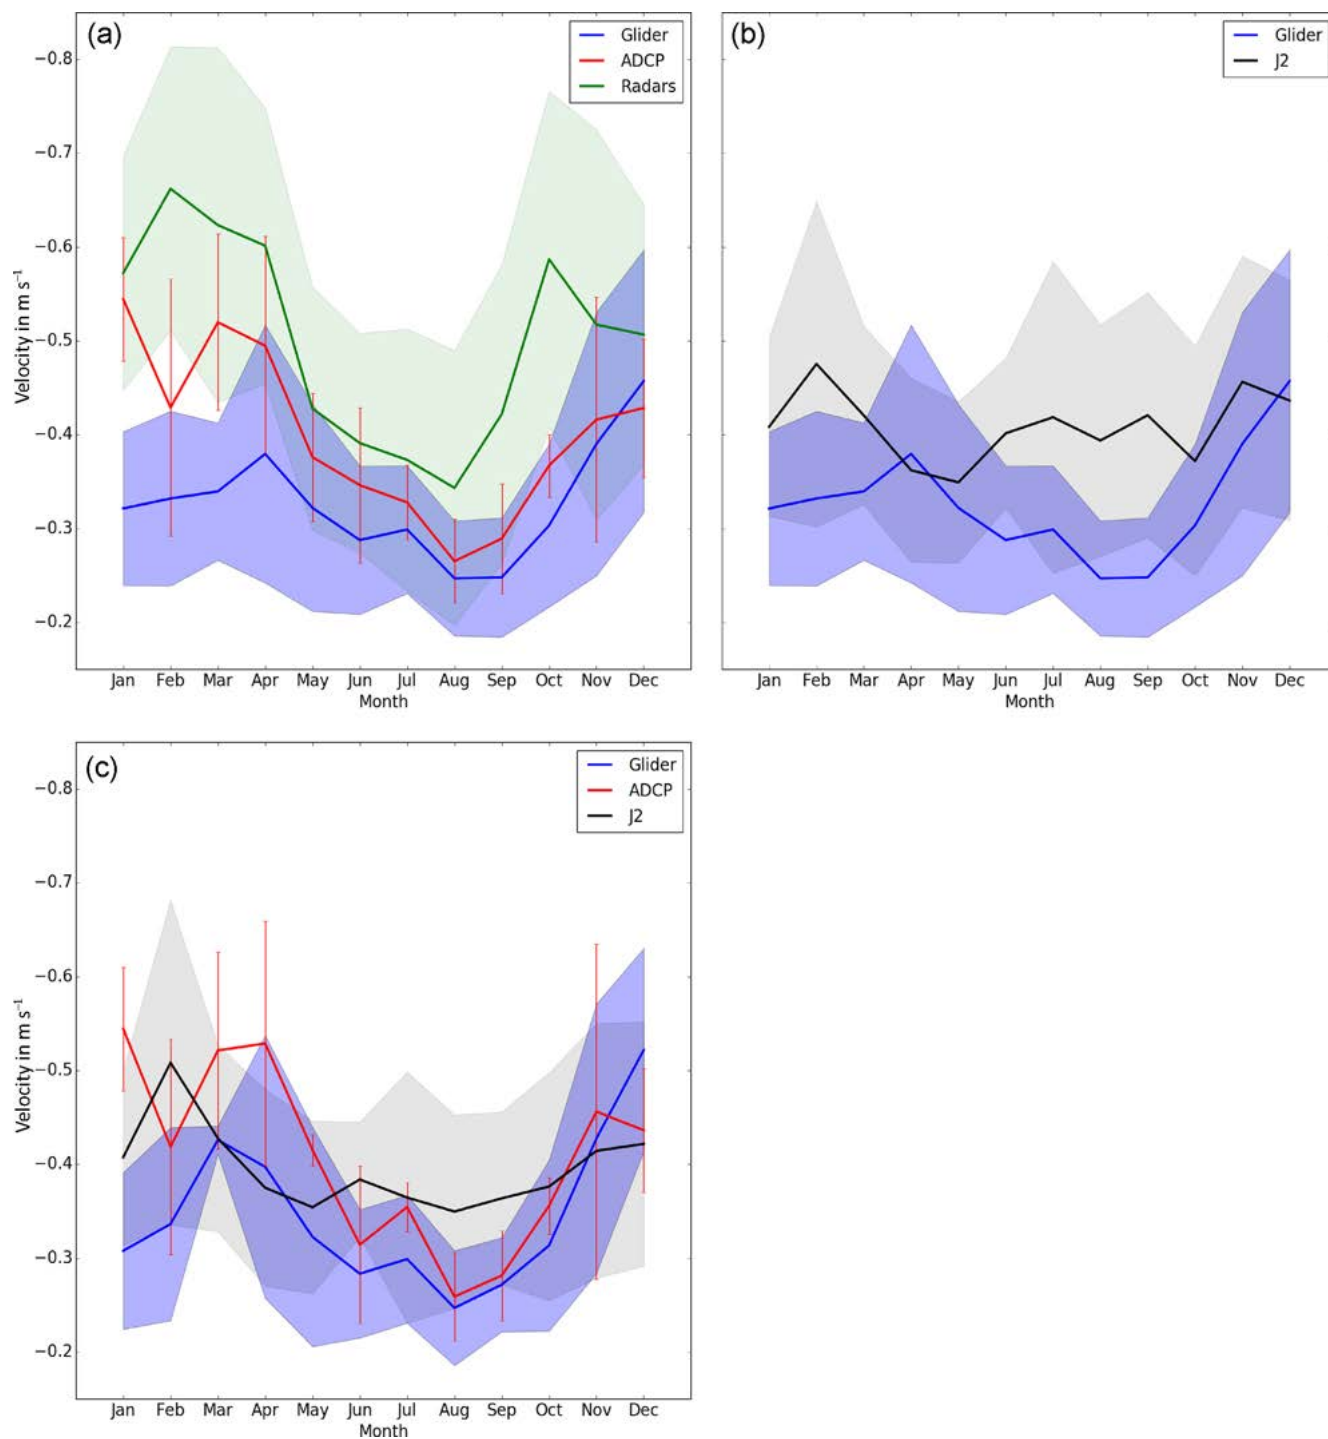 (a)
Glider
ADCP
Radars
−0.8
−0.7
−0.6
−0.5
−0.4
−0.3
−0.2
Velocity in m s⁻¹
Jan Feb Mar Apr May Jun Jul Aug Sep Oct Nov Dec
Month
(b)
Glider
J2
Jan Feb Mar Apr May Jun Jul Aug Sep Oct Nov Dec
Month
(c)
Glider
ADCP
J2
−0.8
−0.7
−0.6
−0.5
−0.4
−0.3
−0.2
Velocity in m s⁻¹
Jan Feb Mar Apr May Jun Jul Aug Sep Oct Nov Dec
Month